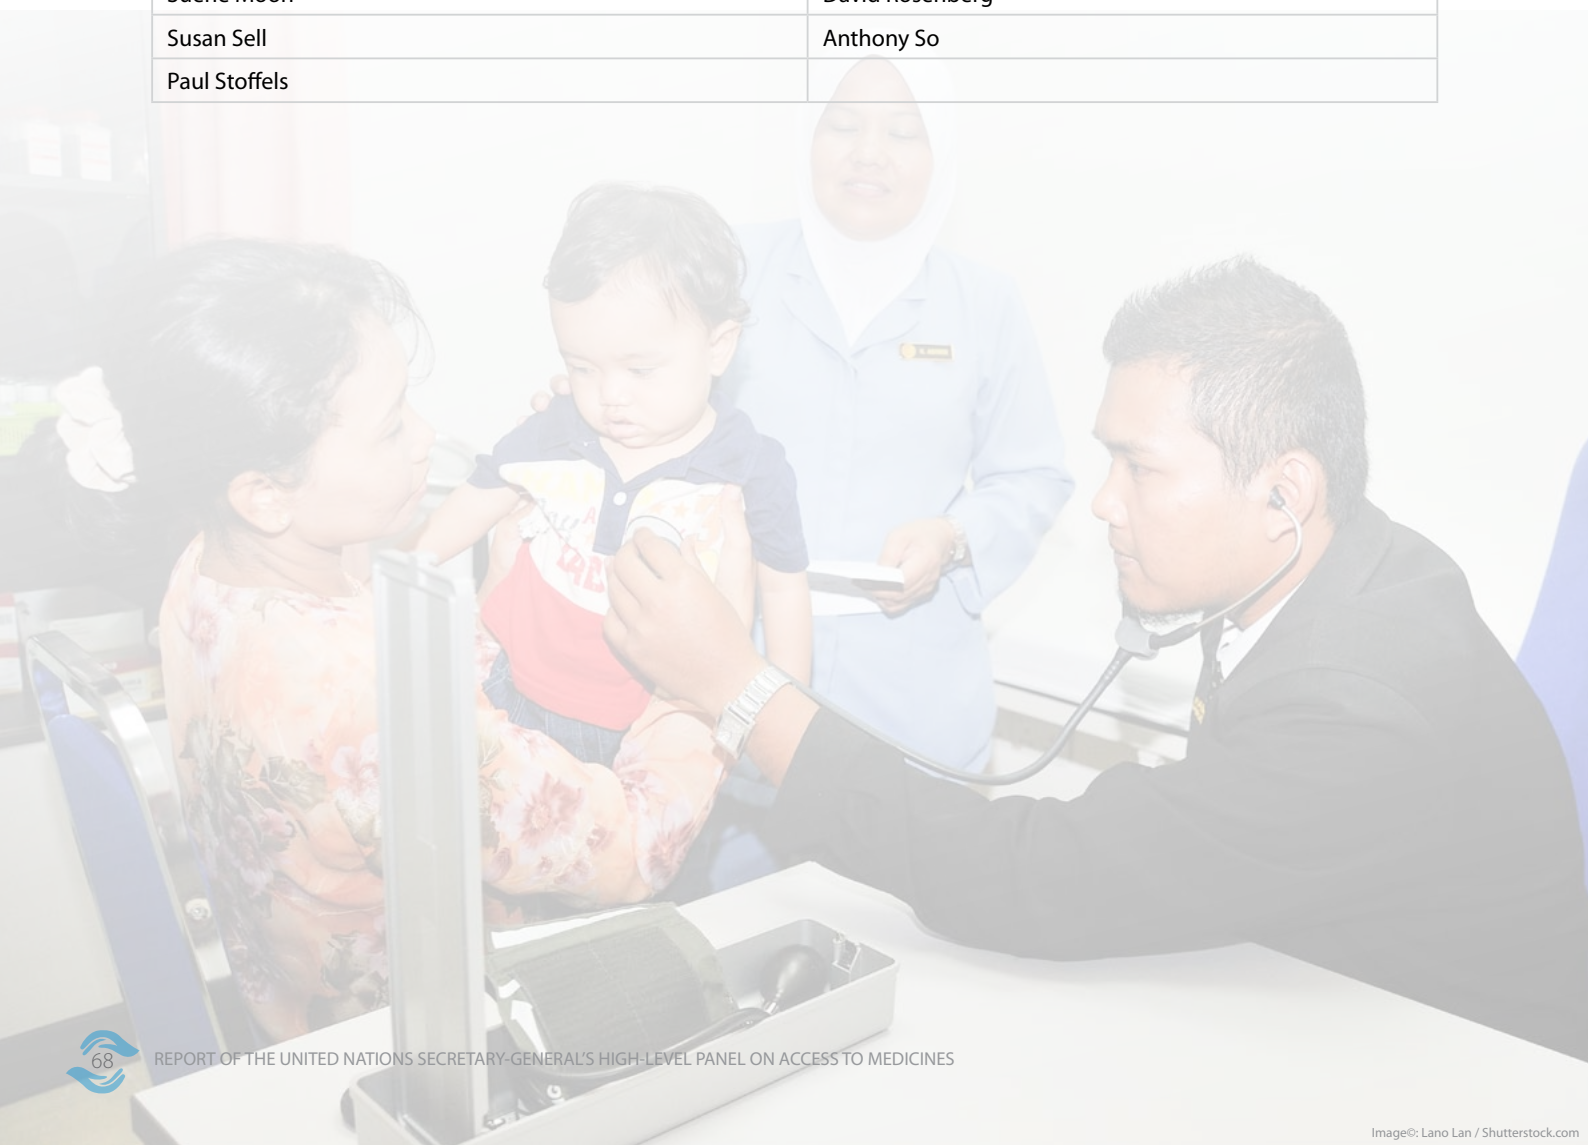 Susan Sell
Anthony So
Paul Stoffels
68
REPORT OF THE UNITED NATIONS SECRETARY-GENERAL'S HIGH-LEVEL PANEL ON ACCESS TO MEDICINES
Image©: Lano Lan / Shutterstock.com